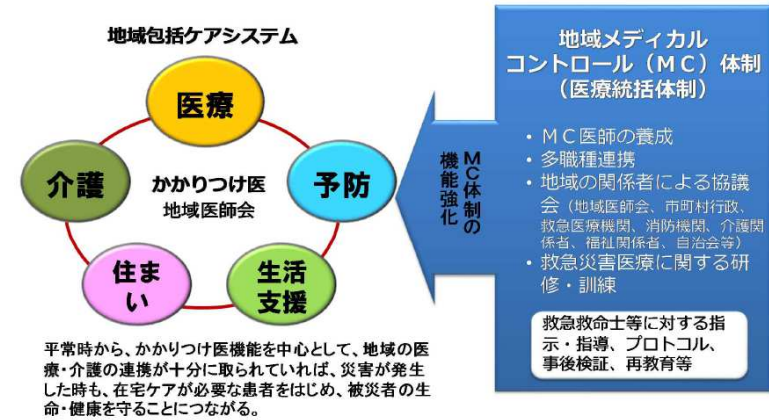 地域包括ケアシステム
医療
介護
予防
かかりつけ医
地域医師会
住ま
い
生活
支援
平常時から、かかりつけ医機能を中心として、地域の医
療・介護の連携が十分に取られていれば、災害が発生
した時も、在宅ケアが必要な患者をはじめ、被災者の生
命・健康を守ることにつながる。
MC体制の
機能強化
地域メディカル
コントロール（MC）体制
（医療統括体制）
・MC医師の養成
・多職種連携
・地域の関係者による協議
会（地域医師会、市町村行政、
救急医療機関、消防機関、介護関
係者、福祉関係者、自治会等）
・救急災害医療に関する研
修・訓練
救急救命士等に対する指
示・指導、プロトコル、
事後検証、再教育等